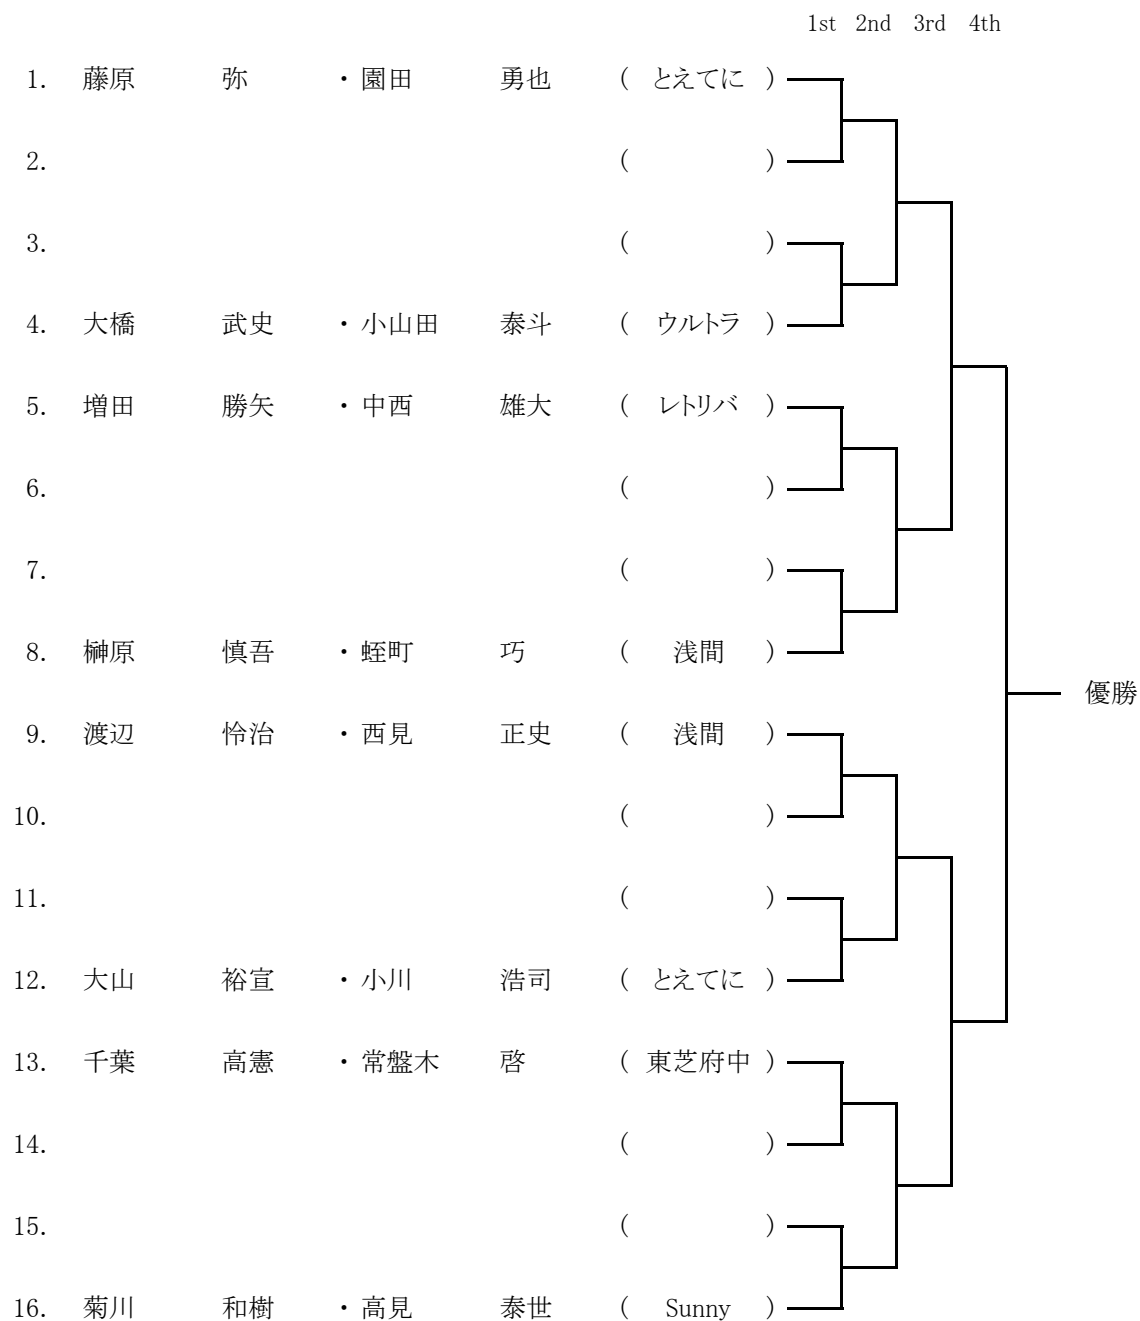 1st 2nd 3rd 4th
1. 藤原 弥 ・園田 勇也 ( とえてに )
2. ( )
3. ( )
4. 大橋 武史 ・小山田 泰斗 ( ウルトラ )
5. 増田 勝矢 ・中西 雄大 ( レトリバ )
6. ( )
7. ( )
8. 榊原 慎吾 ・蛭町 巧 ( 浅間 )
優勝
9. 渡辺 怜治 ・西見 正史 ( 浅間 )
10. ( )
11. ( )
12. 大山 裕宣 ・小川 浩司 ( とえてに )
13. 千葉 高憲 ・常盤木 啓 ( 東芝府中 )
14. ( )
15. ( )
16. 菊川 和樹 ・高見 泰世 ( Sunny )